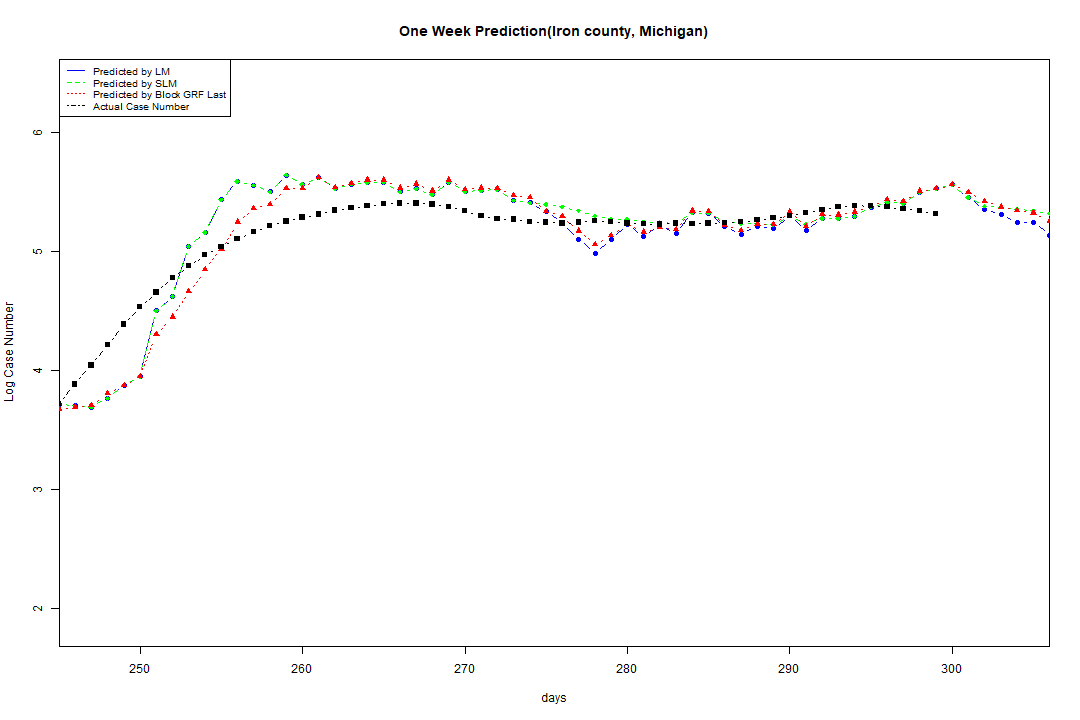 One Week Prediction(Iron county, Michigan)
Predicted by LM
Predicted by SLM
Predicted by Block GRF Last
Actual Case Number
6
5
4
3
2
Log Case Number
250 260 270 280 290 300
days